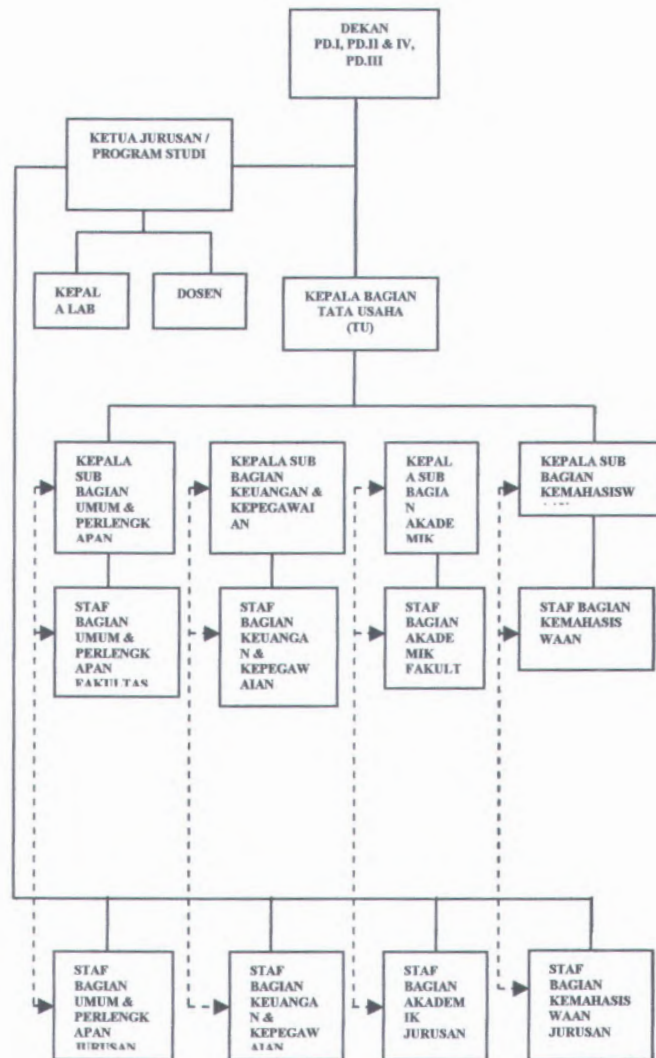 DEKAN
PD.I, PD.II & IV,
PD.III
KETUA JURUSAN /
PROGRAM STUDI
KEPAL
A LAB
DOSEN
KEPALA BAGIAN
TATA USAHA
(TU)
KEPALA
SUB
BAGIAN
UMUM &
PERLENGK
APAN
KEPALA SUB
BAGIAN
KEUANGAN &
KEPEGAWAI
AN
KEPAL
A SUB
BAGIA
N
AKADE
MIK
KEPALA SUB
BAGIAN
KEMAHASISW
STAF
BAGIAN
UMUM &
PERLENGK
APAN
FAKULTAS
STAF
BAGIAN
KEUANGA
N &
KEPEGAW
AIAN
STAF
BAGIAN
AKADE
MIK
FAKULT
STAF BAGIAN
KEMAHASIS
WAAN
STAF
BAGIAN
UMUM &
PERLENGK
APAN
JURUSAN
STAF
BAGIAN
KEUANGA
N &
KEPEGAW
AIAN
STAF
BAGIAN
AKADEM
IK
JURUSAN
STAF
BAGIAN
KEMAHASIS
WAAN
JURUSAN